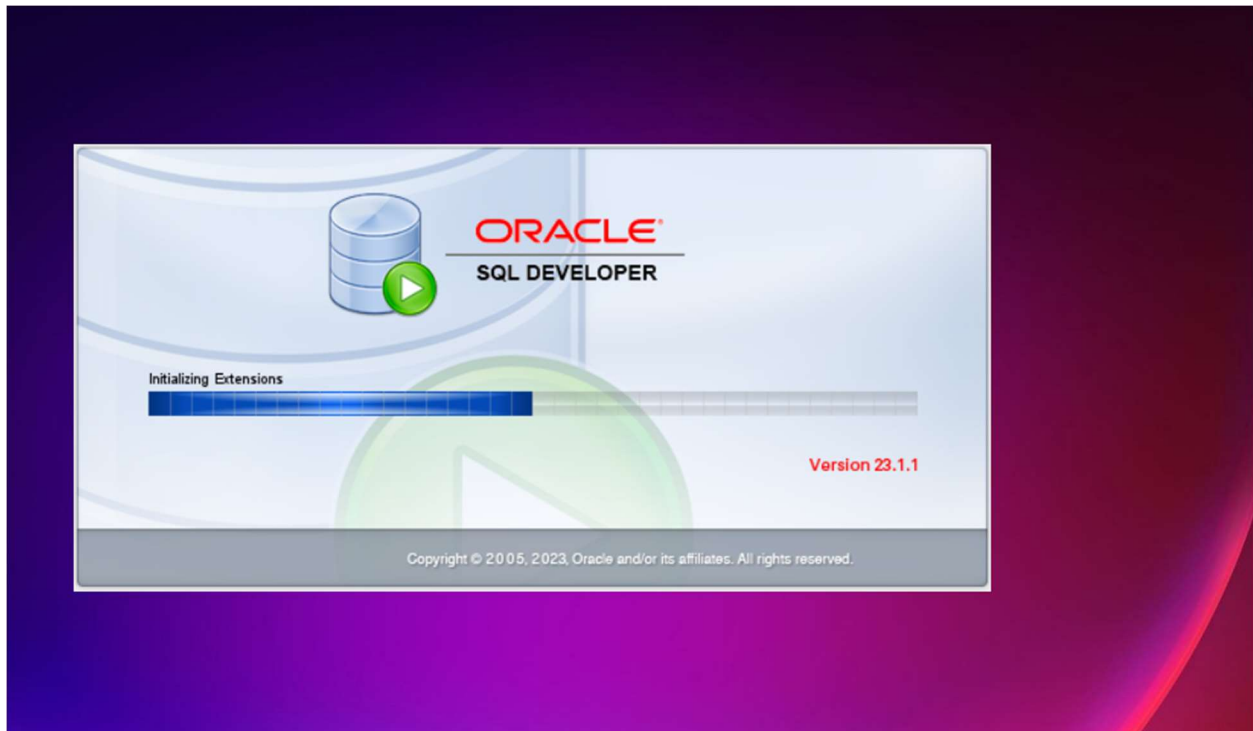 ORACLE
SQL DEVELOPER
Initializing Extensions
Version 23.1.1
Copyright © 2005, 2023, Oracle and/or its affiliates. All rights reserved.